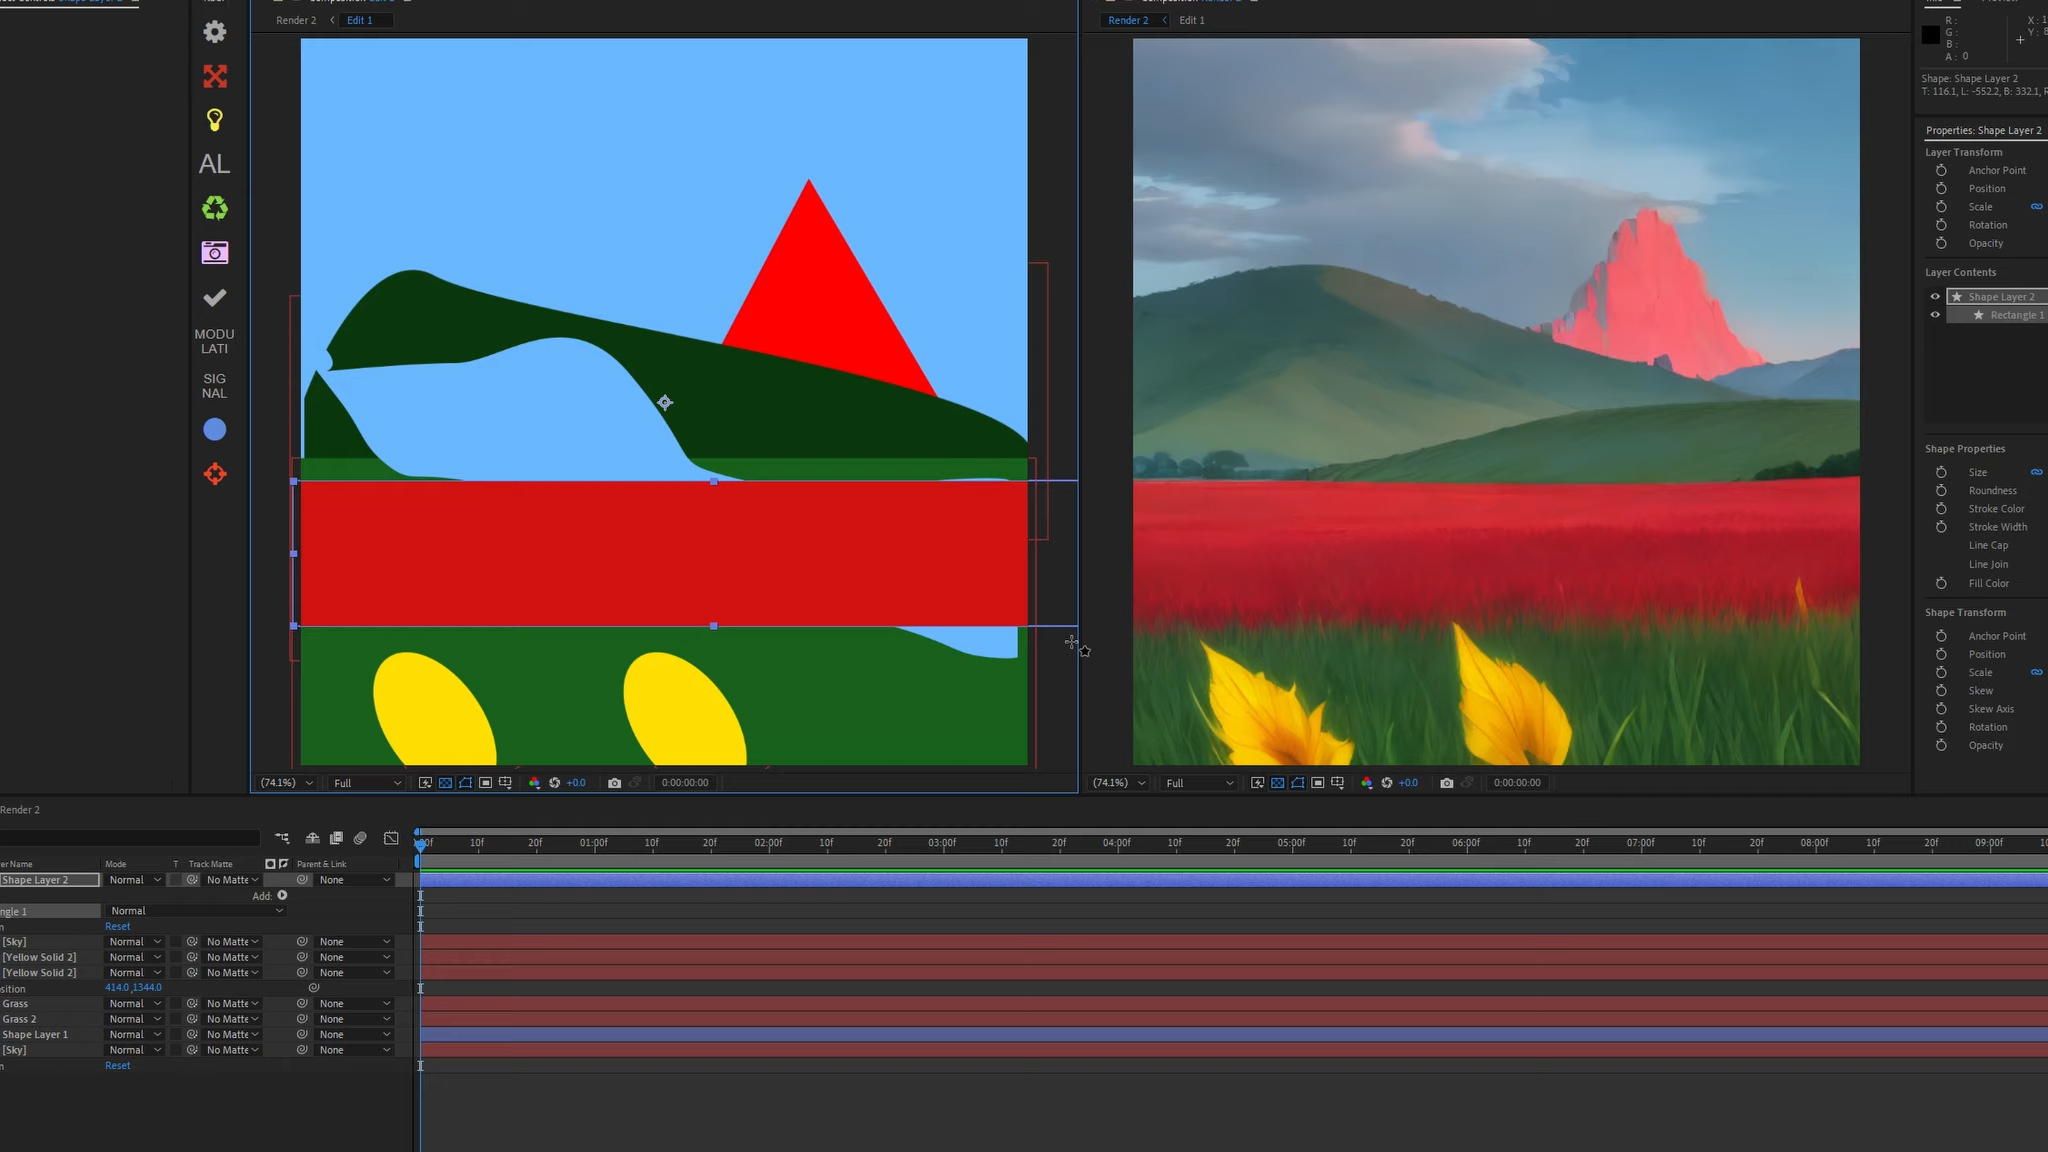 Render 2 Edit 1
Render 2 Edit 1
R :
G :
B :
A : 0
Shape: Shape Layer 2
T: 116.1, L: -552.2, B: 332.1, R
Properties: Shape Layer 2
Layer Transform
Anchor Point
Position
Scale
Rotation
Opacity
Layer Contents
Shape Layer 2
Rectangle 1
Shape Properties
Size
Roundness
Stroke Color
Stroke Width
Line Cap
Line Join
Fill Color
Shape Transform
Anchor Point
Position
Scale
Skew
Skew Axis
Rotation
Opacity
AL
MODU
LATI
SIG
NAL
(74.1%) Full +0.0 0:00:00:00
(74.1%) Full +0.0 0:00:00:00
Render 2
10f 20f 01:00f 10f 20f 02:00f 10f 20f 03:00f 10f 20f 04:00f 10f 20f 05:00f 10f 20f 06:00f 10f 20f 07:00f 10f 20f 08:00f 10f 20f 09:00f
er Name Mode T Track Matte Parent & Link
Shape Layer 2 Normal No Matte None
Add:
ngle 1 Normal
Reset
[Sky] Normal No Matte None
[Yellow Solid 2] Normal No Matte None
[Yellow Solid 2] Normal No Matte None
sition 414.0,1344.0
Grass Normal No Matte None
Grass 2 Normal No Matte None
Shape Layer 1 Normal No Matte None
[Sky] Normal No Matte None
Reset